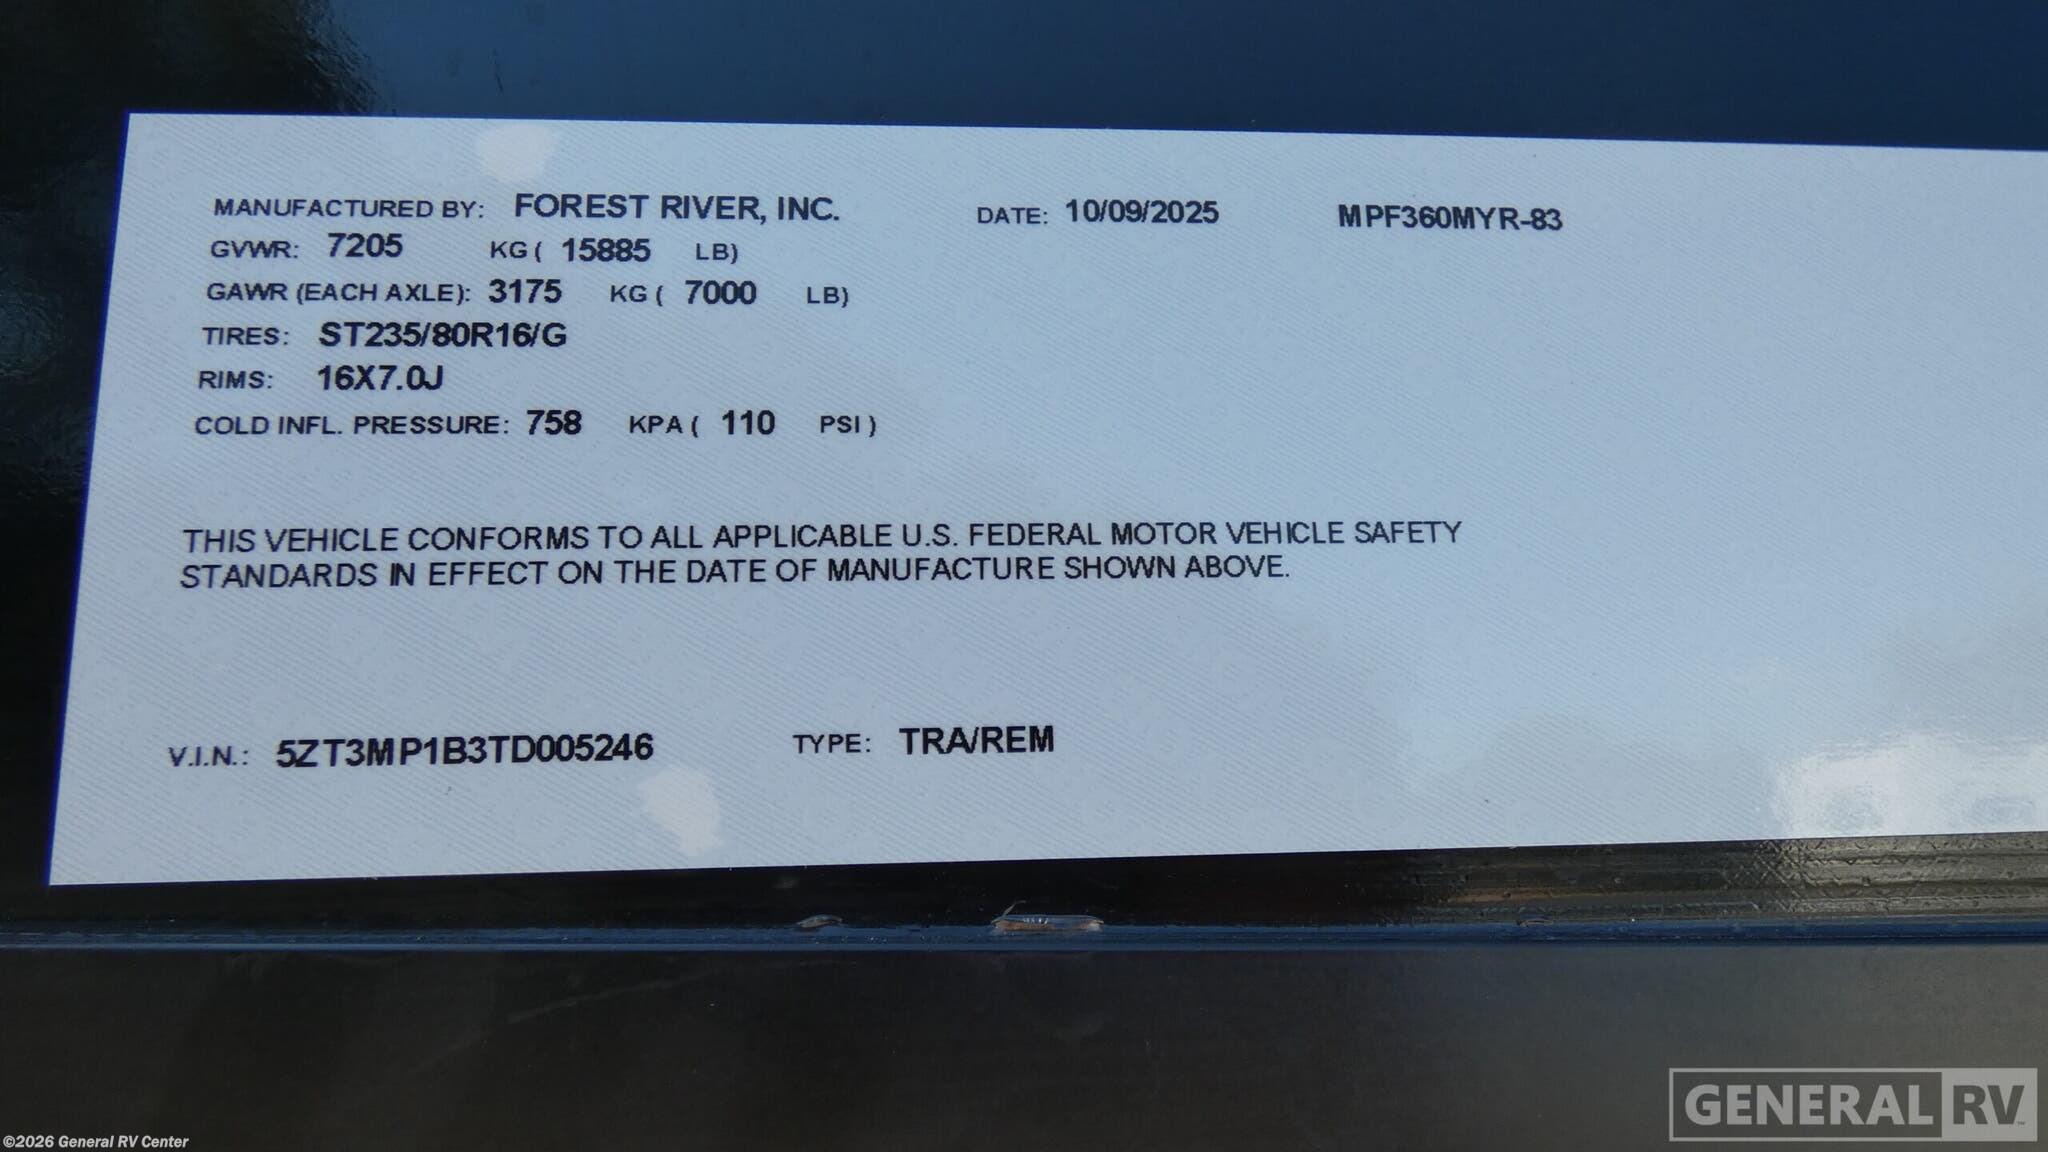 MANUFACTURED BY: FOREST RIVER, INC. DATE: 10/09/2025 MPF360MYR-83
GVWR: 7205 KG ( 15885 LB)
GAWR (EACH AXLE): 3175 KG ( 7000 LB)
TIRES: ST235/80R16/G
RIMS: 16X7.0J
COLD INFL. PRESSURE: 758 KPA ( 110 PSI )
THIS VEHICLE CONFORMS TO ALL APPLICABLE U.S. FEDERAL MOTOR VEHICLE SAFETY
STANDARDS IN EFFECT ON THE DATE OF MANUFACTURE SHOWN ABOVE.
V.I.N.: 5ZT3MP1B3TD005246 TYPE: TRA/REM
GENERAL RV
©2026 General RV Center